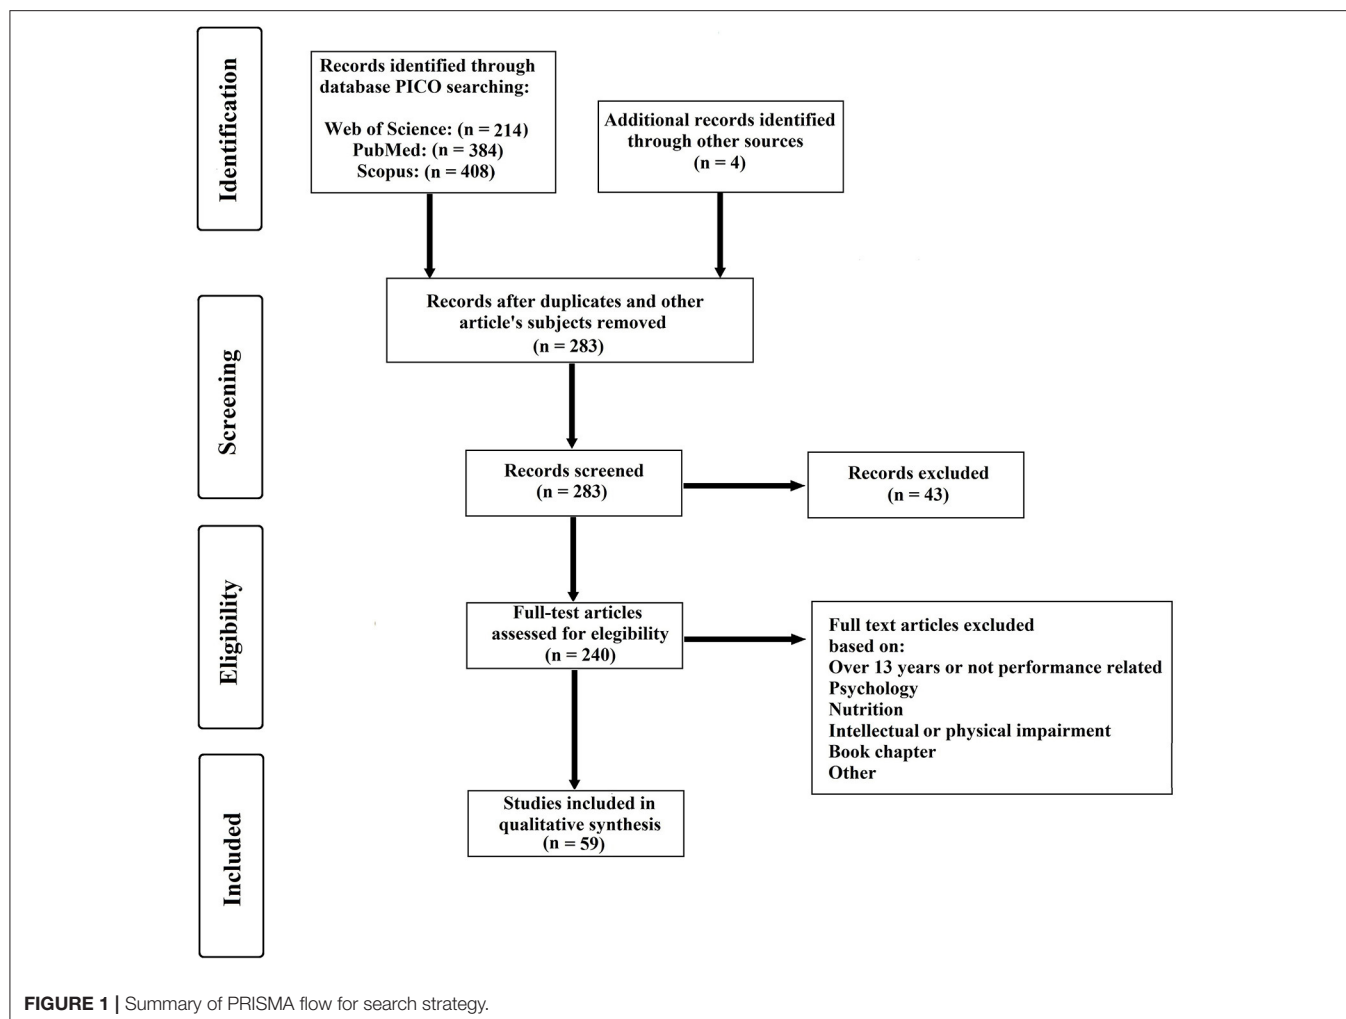 Identification
Records identified through
database PICO searching:
Web of Science: (n = 214)
PubMed: (n = 384)
Scopus: (n = 408)
Additional records identified
through other sources
(n = 4)
Screening
Records after duplicates and other
article's subjects removed
(n = 283)
Records screened
(n = 283)
Records excluded
(n = 43)
Eligibility
Full-test articles
assessed for elegibility
(n = 240)
Full text articles excluded
based on:
Over 13 years or not performance related
Psychology
Nutrition
Intellectual or physical impairment
Book chapter
Other
Included
Studies included in
qualitative synthesis
(n = 59)
FIGURE 1 | Summary of PRISMA flow for search strategy.